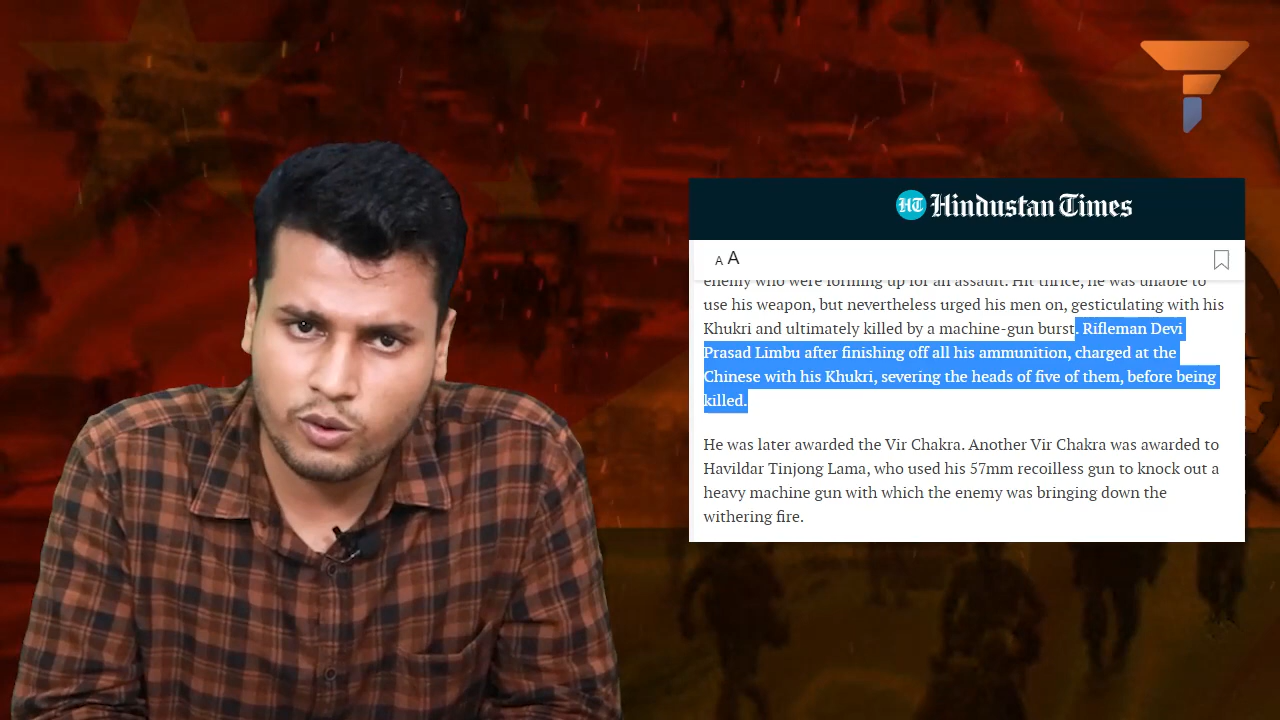 HT Hindustan Times
A A
enemy who were forming up for an assault. Hit thrice, he was unable to
use his weapon, but nevertheless urged his men on, gesticulating with his
Khukri and ultimately killed by a machine-gun burst. Rifleman Devi
Prasad Limbu after finishing off all his ammunition, charged at the
Chinese with his Khukri, severing the heads of five of them, before being
killed.
He was later awarded the Vir Chakra. Another Vir Chakra was awarded to
Havildar Tinjong Lama, who used his 57mm recoilless gun to knock out a
heavy machine gun with which the enemy was bringing down the
withering fire.